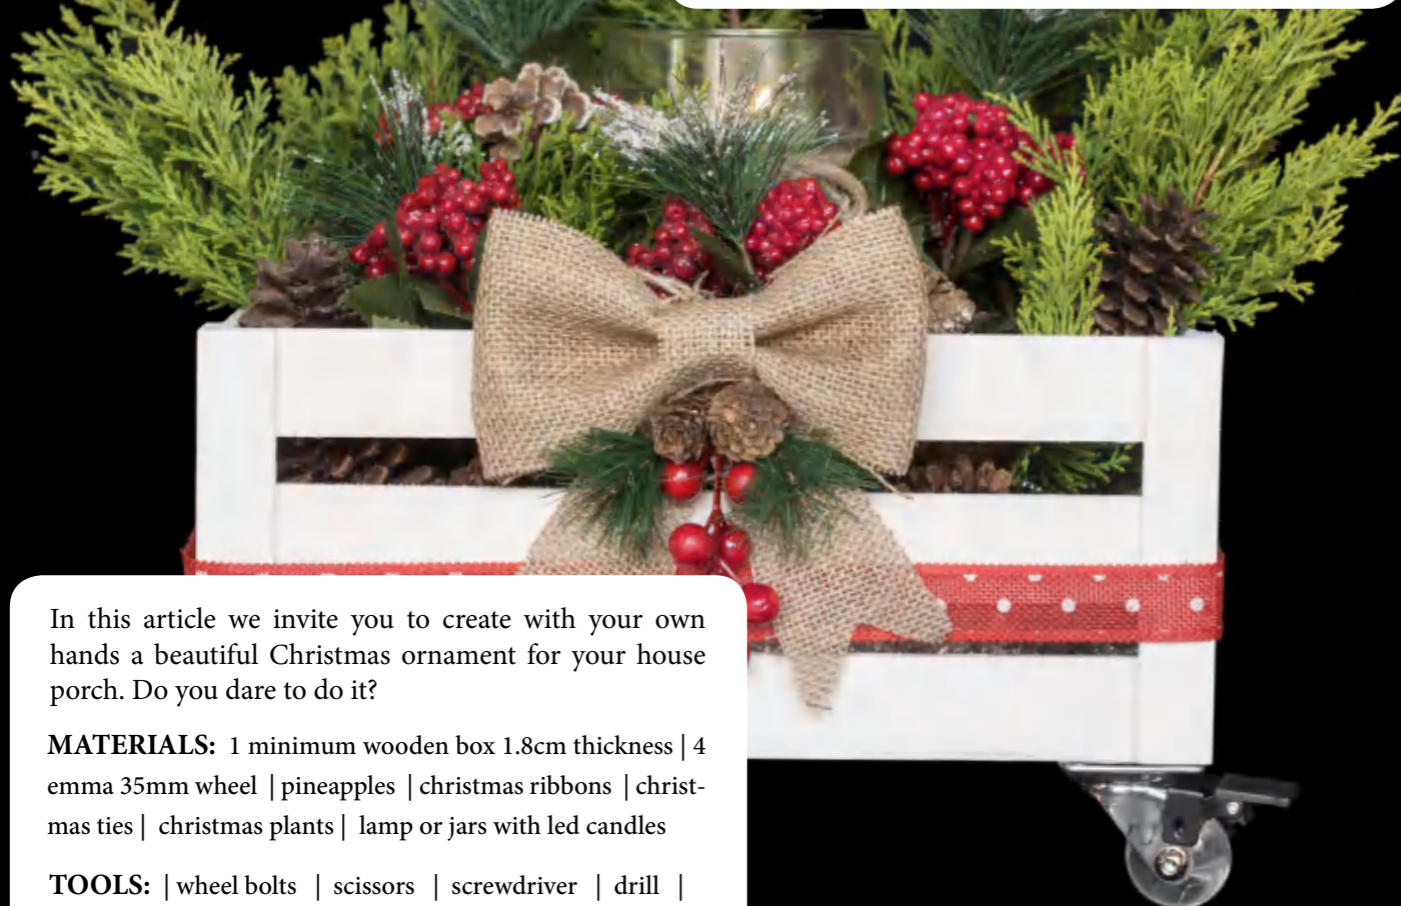 In this article we invite you to create with your own
hands a beautiful Christmas ornament for your house
porch. Do you dare to do it?
MATERIALS: 1 minimum wooden box 1.8cm thickness | 4
emma 35mm wheel | pineapples | christmas ribbons | christ-
mas ties | christmas plants | lamp or jars with led candles
TOOLS: | wheel bolts | scissors | screwdriver | drill |